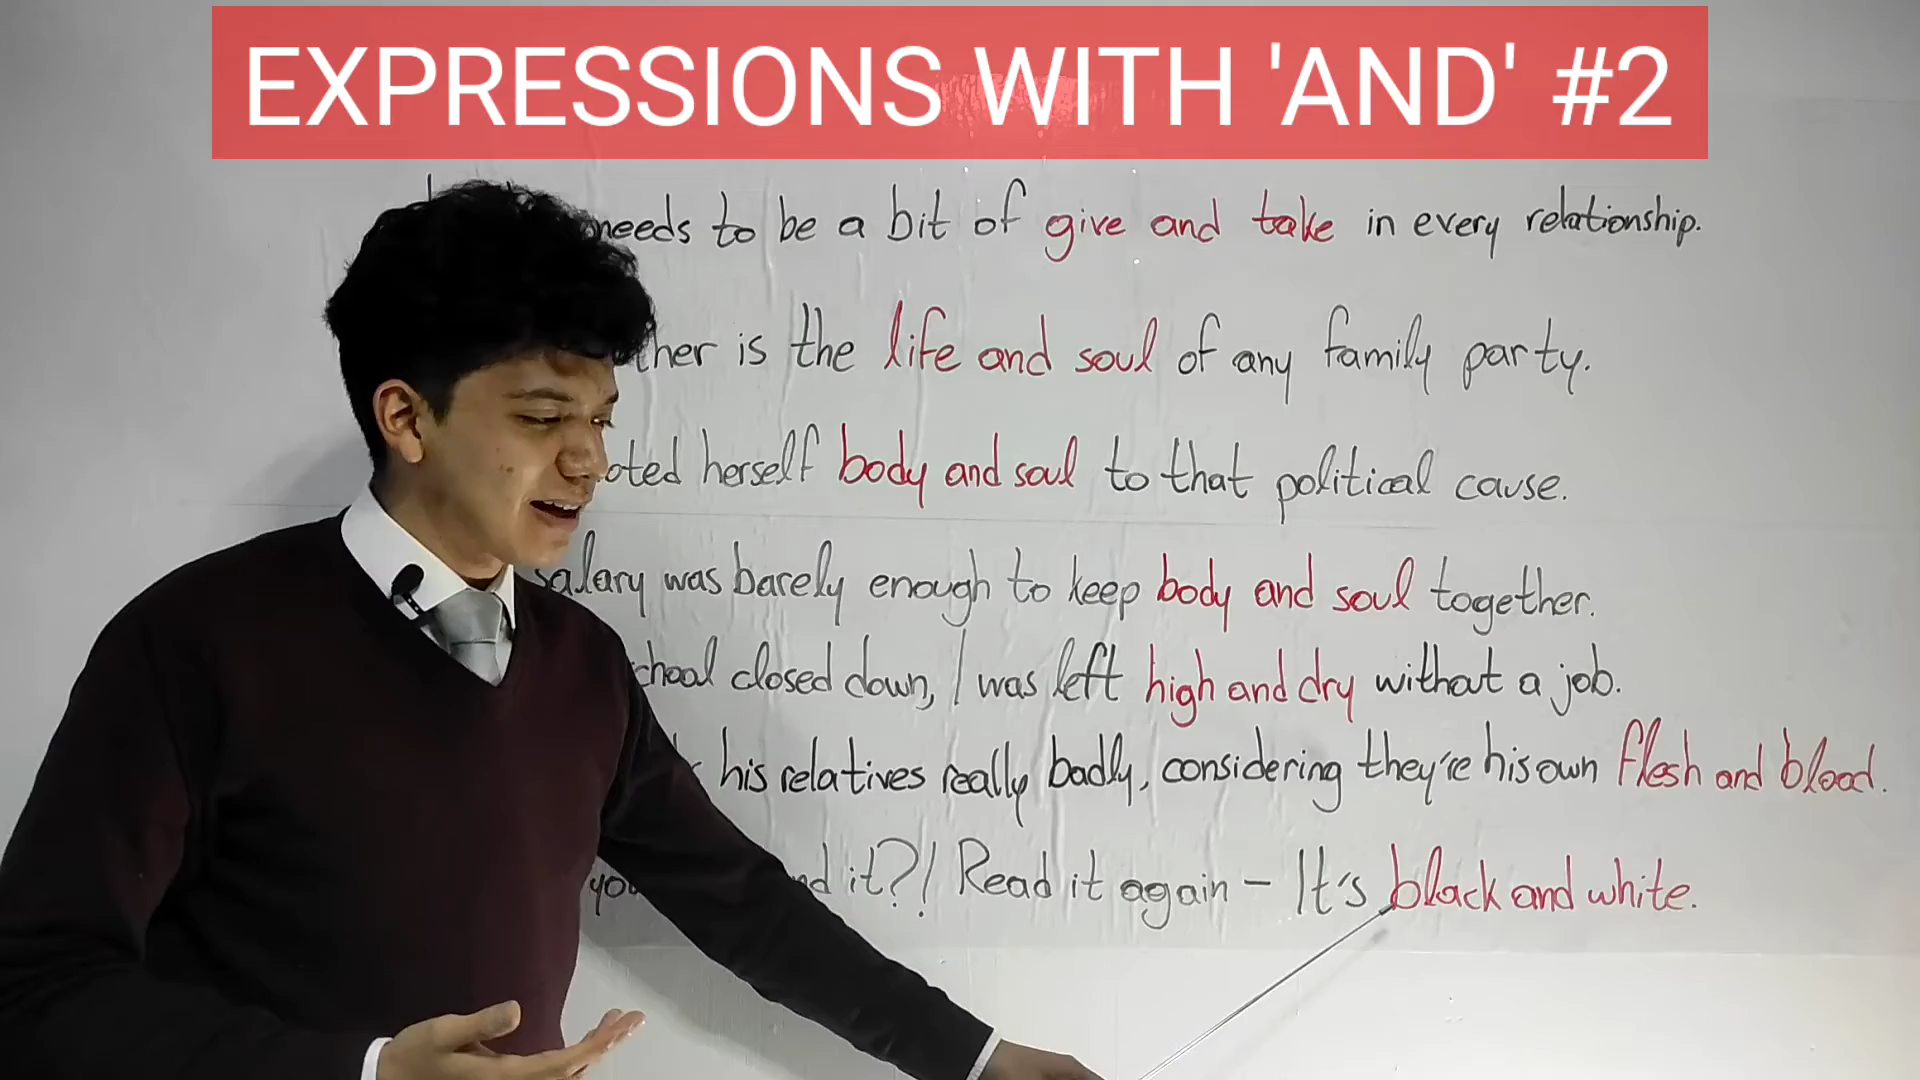 EXPRESSIONS WITH 'AND' #2
needs to be a bit of give and take in every relationship.
is the life and soul of any family party.
herself body and soul to that political cause.
salary was barely enough to keep body and soul together.
closed down, I was left high and dry without a job.
his relatives really badly, considering they're his own flesh and blood.
it?! Read it again - It's black and white.